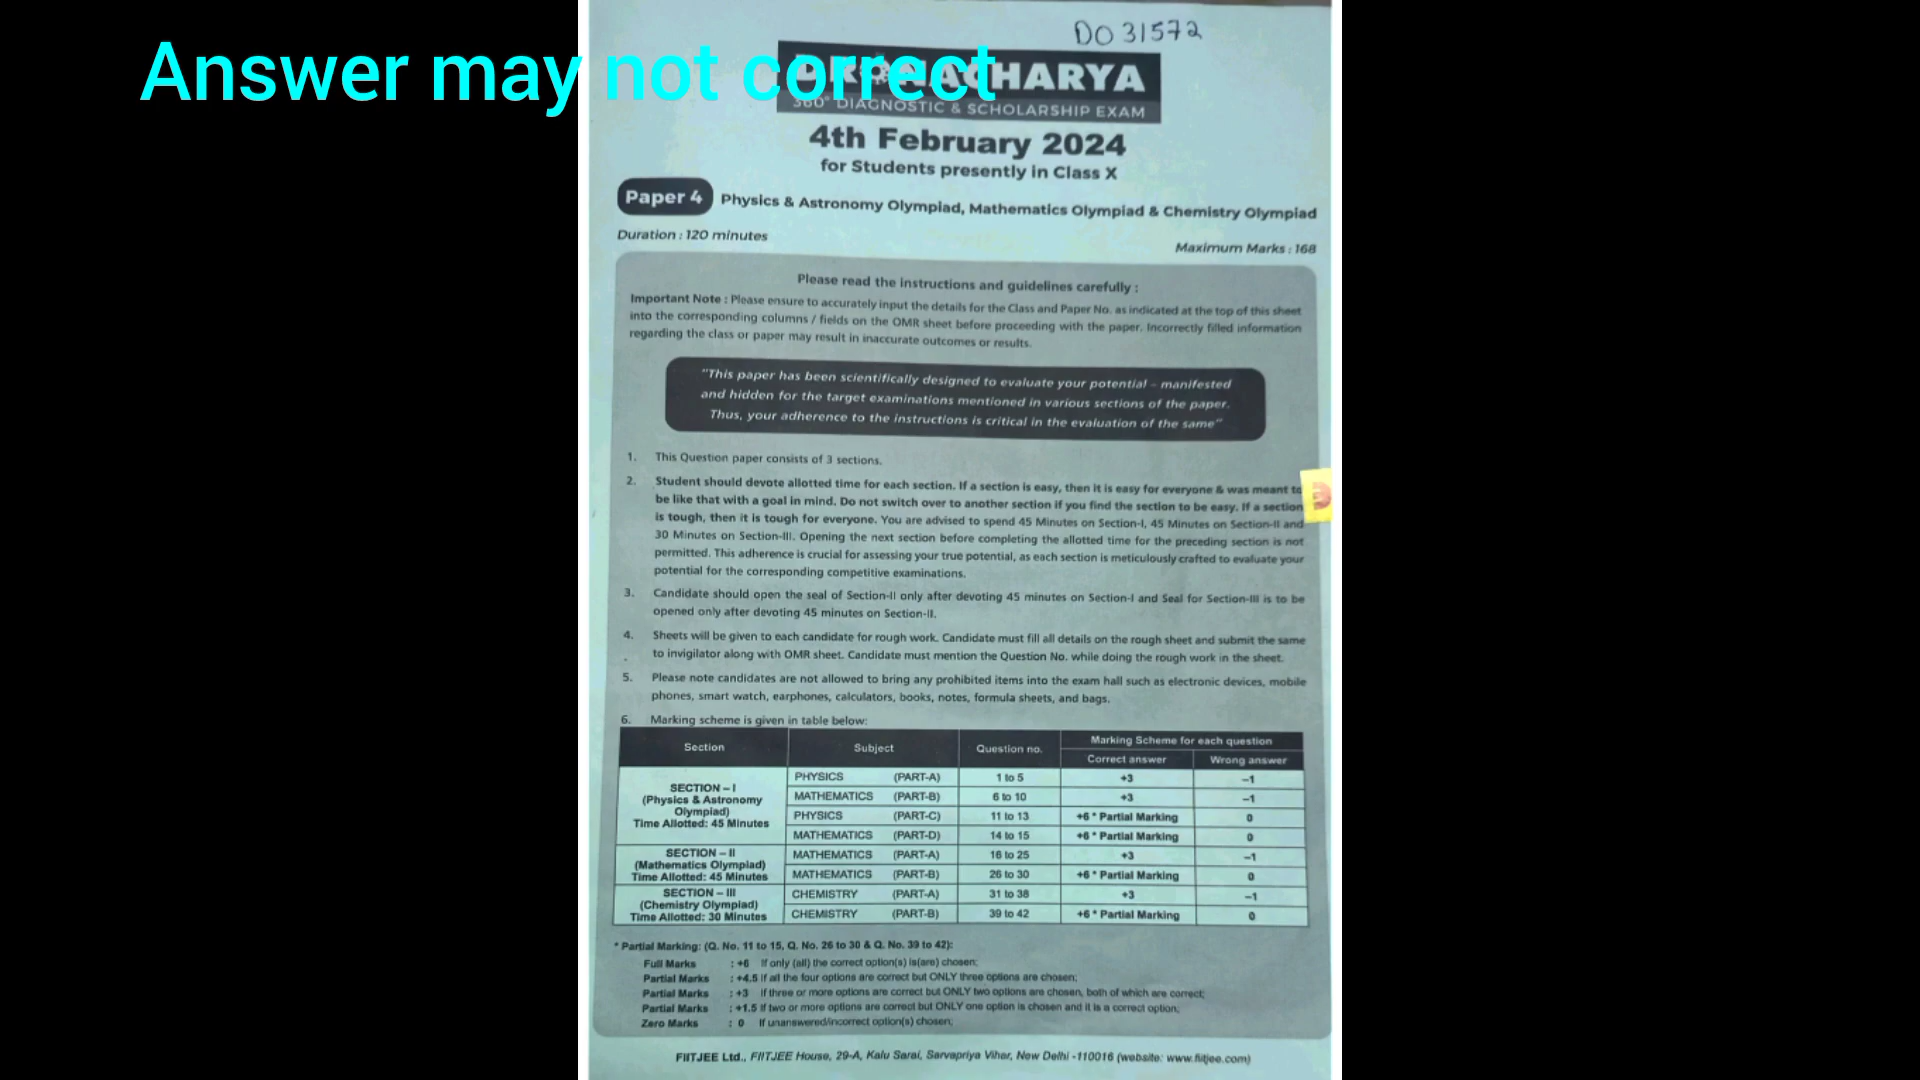 DO 31572
Answer may not correct
DRONACHARYA
360° DIAGNOSTIC & SCHOLARSHIP EXAM
4th February 2024
for Students presently in Class X
Paper 4 Physics & Astronomy Olympiad, Mathematics Olympiad & Chemistry Olympiad
Duration : 120 minutes
Maximum Marks : 168
Please read the instructions and guidelines carefully :
Important Note : Please ensure to accurately input the details for the Class and Paper No. as indicated at the top of this sheet
into the corresponding columns / fields on the OMR sheet before proceeding with the paper. Incorrectly filled information
regarding the class or paper may result in inaccurate outcomes or results.
"This paper has been scientifically designed to evaluate your potential – manifested
and hidden for the target examinations mentioned in various sections of the paper.
Thus, your adherence to the instructions is critical in the evaluation of the same"
1. This Question paper consists of 3 sections.
2. Student should devote allotted time for each section. If a section is easy, then it is easy for everyone & was meant to
be like that with a goal in mind. Do not switch over to another section if you find the section to be easy. If a section
is tough, then it is tough for everyone. You are advised to spend 45 Minutes on Section-I, 45 Minutes on Section-II and
30 Minutes on Section-III. Opening the next section before completing the allotted time for the preceding section is not
permitted. This adherence is crucial for assessing your true potential, as each section is meticulously crafted to evaluate your
potential for the corresponding competitive examinations.
3. Candidate should open the seal of Section-II only after devoting 45 minutes on Section-I and Seal for Section-III is to be
opened only after devoting 45 minutes on Section-II.
4. Sheets will be given to each candidate for rough work. Candidate must fill all details on the rough sheet and submit the same
to invigilator along with OMR sheet. Candidate must mention the Question No. while doing the rough work in the sheet.
5. Please note candidates are not allowed to bring any prohibited items into the exam hall such as electronic devices, mobile
phones, smart watch, earphones, calculators, books, notes, formula sheets, and bags.
6. Marking scheme is given in table below:
Section Subject Question no. Marking Scheme for each question
Correct answer Wrong answer
SECTION – I
(Physics & Astronomy
Olympiad)
Time Allotted: 45 Minutes
PHYSICS (PART-A) 1 to 5 +3 –1
MATHEMATICS (PART-B) 6 to 10 +3 –1
PHYSICS (PART-C) 11 to 13 +6 * Partial Marking 0
MATHEMATICS (PART-D) 14 to 15 +6 * Partial Marking 0
SECTION – II
(Mathematics Olympiad)
Time Allotted: 45 Minutes
MATHEMATICS (PART-A) 16 to 25 +3 –1
MATHEMATICS (PART-B) 26 to 30 +6 * Partial Marking 0
SECTION – III
(Chemistry Olympiad)
Time Allotted: 30 Minutes
CHEMISTRY (PART-A) 31 to 38 +3 –1
CHEMISTRY (PART-B) 39 to 42 +6 * Partial Marking 0
* Partial Marking: (Q. No. 11 to 15, Q. No. 26 to 30 & Q. No. 39 to 42):
Full Marks : +6 If only (all) the correct option(s) is(are) chosen;
Partial Marks : +4.5 If all the four options are correct but ONLY three options are chosen;
Partial Marks : +3 If three or more options are correct but ONLY two options are chosen, both of which are correct;
Partial Marks : +1.5 If two or more options are correct but ONLY one option is chosen and it is a correct option;
Zero Marks : 0 If unanswered/incorrect option(s) chosen;
FIITJEE Ltd., FIITJEE House, 29-A, Kalu Sarai, Sarvapriya Vihar, New Delhi -110016 (website: www.fiitjee.com)